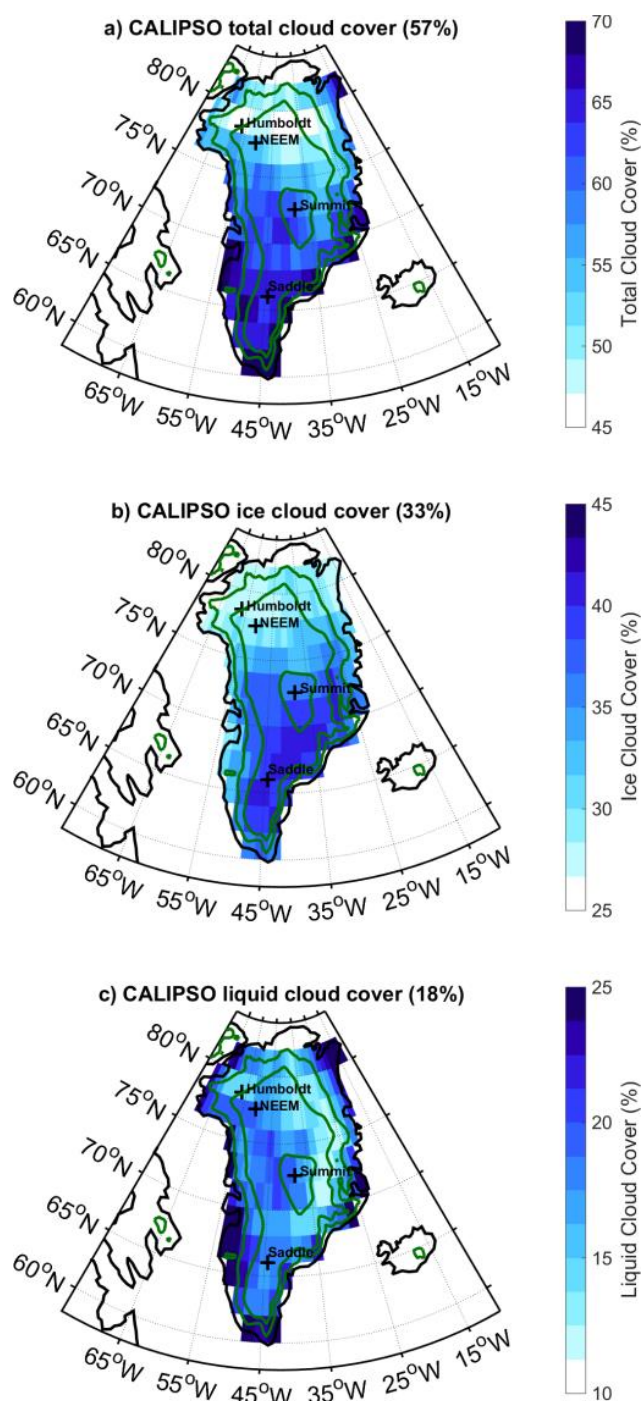 a) CALIPSO total cloud cover (57%)
80°N
75°N
70°N
65°N
60°N
Humboldt
NEEM
Summit
Saddle
65°W
55°W
45°W
35°W
25°W
15°W
70
65
60
55
50
45
Total Cloud Cover (%)
b) CALIPSO ice cloud cover (33%)
80°N
75°N
70°N
65°N
60°N
Humboldt
NEEM
Summit
Saddle
65°W
55°W
45°W
35°W
25°W
15°W
45
40
35
30
25
Ice Cloud Cover (%)
c) CALIPSO liquid cloud cover (18%)
80°N
75°N
70°N
65°N
60°N
Humboldt
NEEM
Summit
Saddle
65°W
55°W
45°W
35°W
25°W
15°W
25
20
15
10
Liquid Cloud Cover (%)